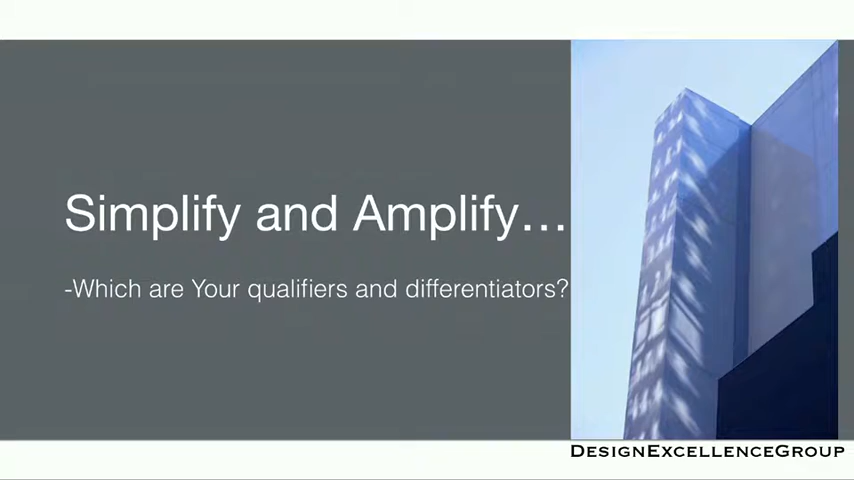 Simplify and Amplify…
-Which are Your qualifiers and differentiators?
DesignExcellenceGroup